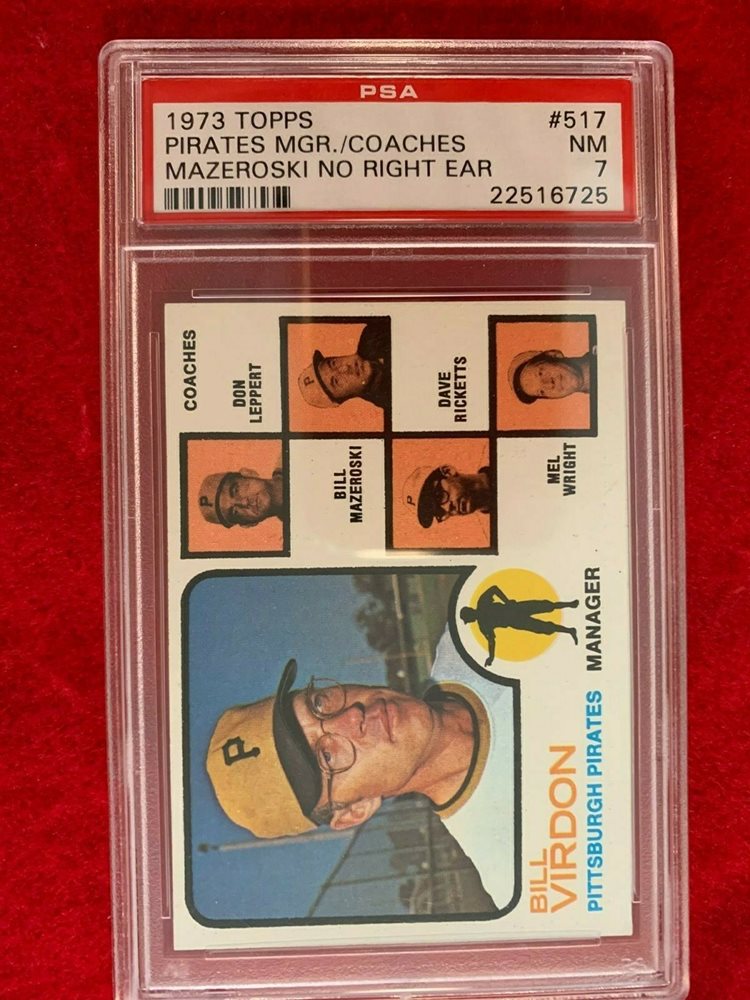 PSA
1973 TOPPS #517
PIRATES MGR./COACHES NM
MAZEROSKI NO RIGHT EAR 7
22516725
COACHES
DON
LEPPERT
BILL
MAZEROSKI
DAVE
RICKETTS
MEL
WRIGHT
P
P
P
P
BILL
VIRDON
PITTSBURGH PIRATES MANAGER